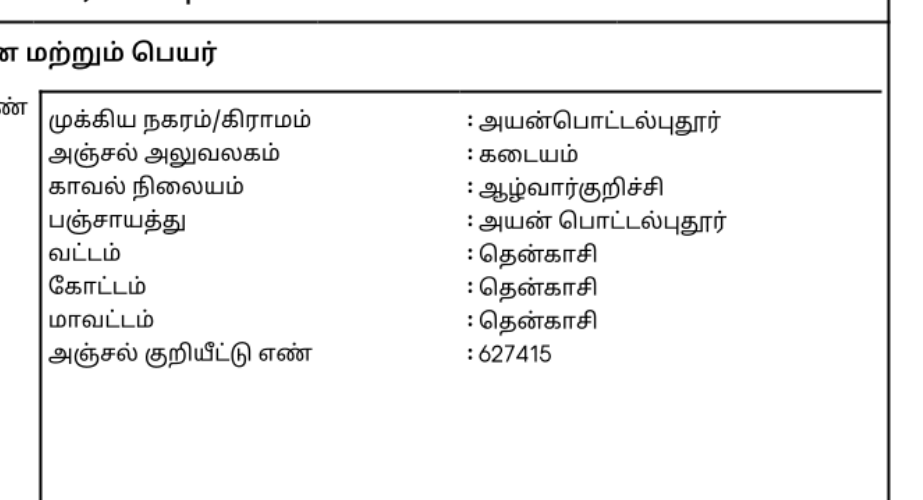 மற்றும் பெயர்
முக்கிய நகரம்/கிராமம் : அயன்பொட்டல்புதூர்
அஞ்சல் அலுவலகம் : கடையம்
காவல் நிலையம் : ஆழ்வார்குறிச்சி
பஞ்சாயத்து : அயன் பொட்டல்புதூர்
வட்டம் : தென்காசி
கோட்டம் : தென்காசி
மாவட்டம் : தென்காசி
அஞ்சல் குறியீட்டு எண் : 627415